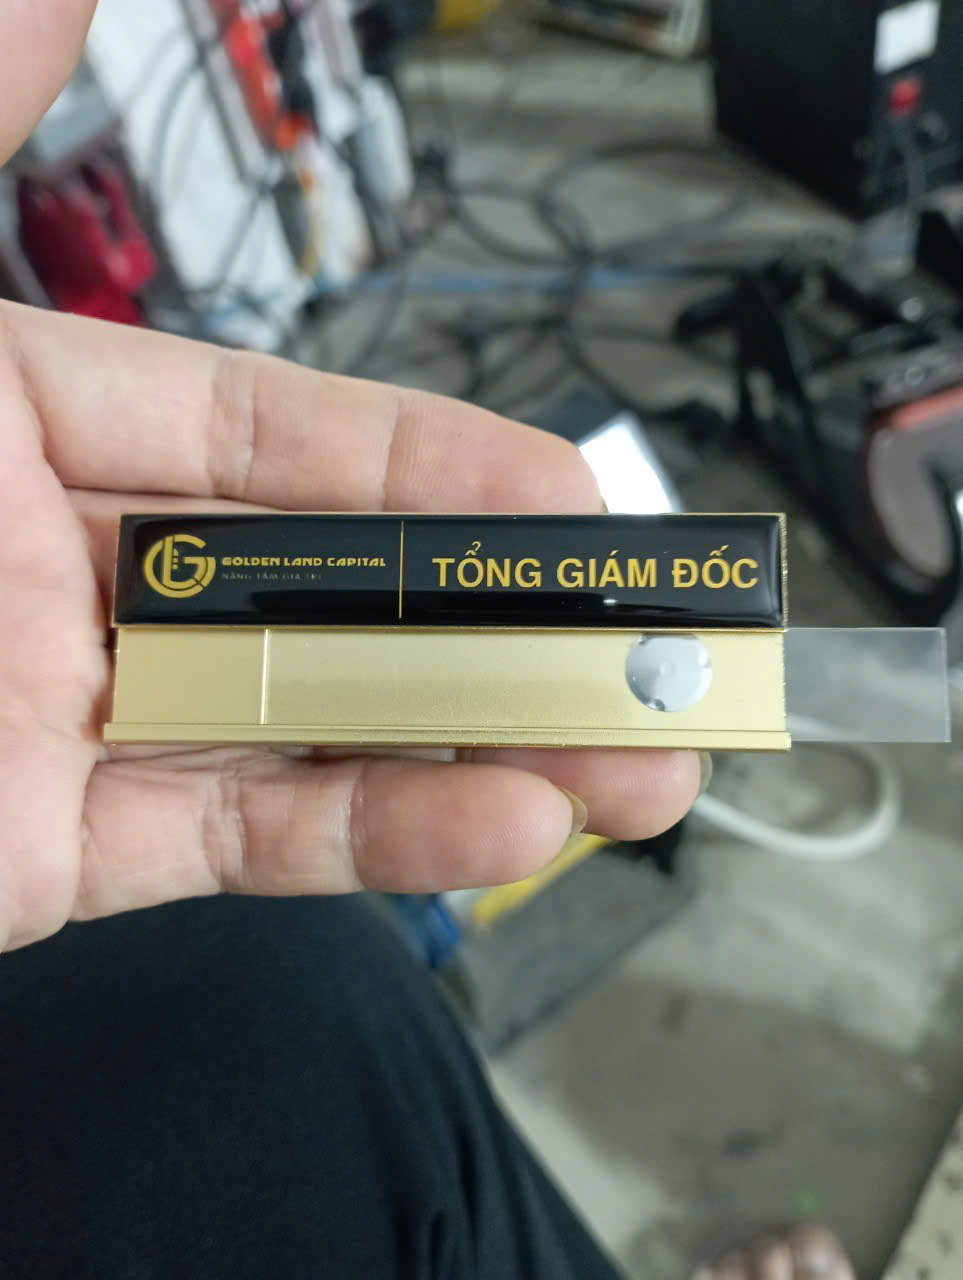 GOLDEN LAND CAPITAL
NÂNG TẦM GIÁ TRỊ
TỔNG GIÁM ĐỐC